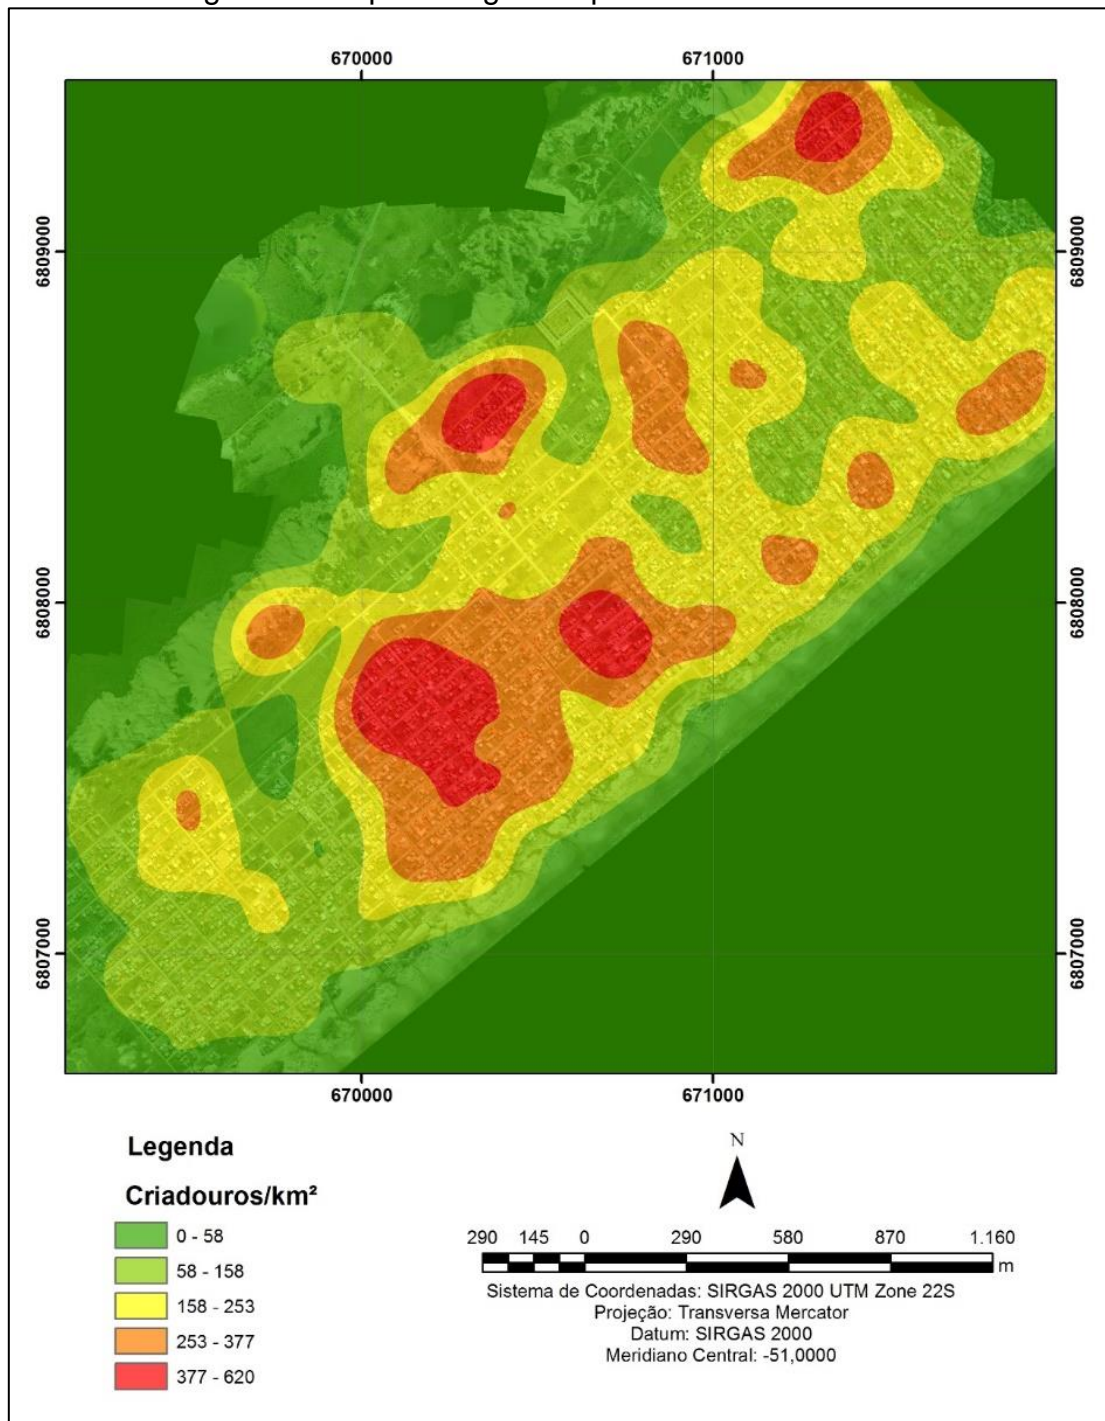 670000 671000
6809000 6809000
6808000 6808000
6807000 6807000
670000 671000
Legenda
Criadouros/km²
0 - 58
58 - 158
158 - 253
253 - 377
377 - 620
N
290 145 0 290 580 870 1.160
m
Sistema de Coordenadas: SIRGAS 2000 UTM Zone 22S
Projeção: Transversa Mercator
Datum: SIRGAS 2000
Meridiano Central: -51,0000